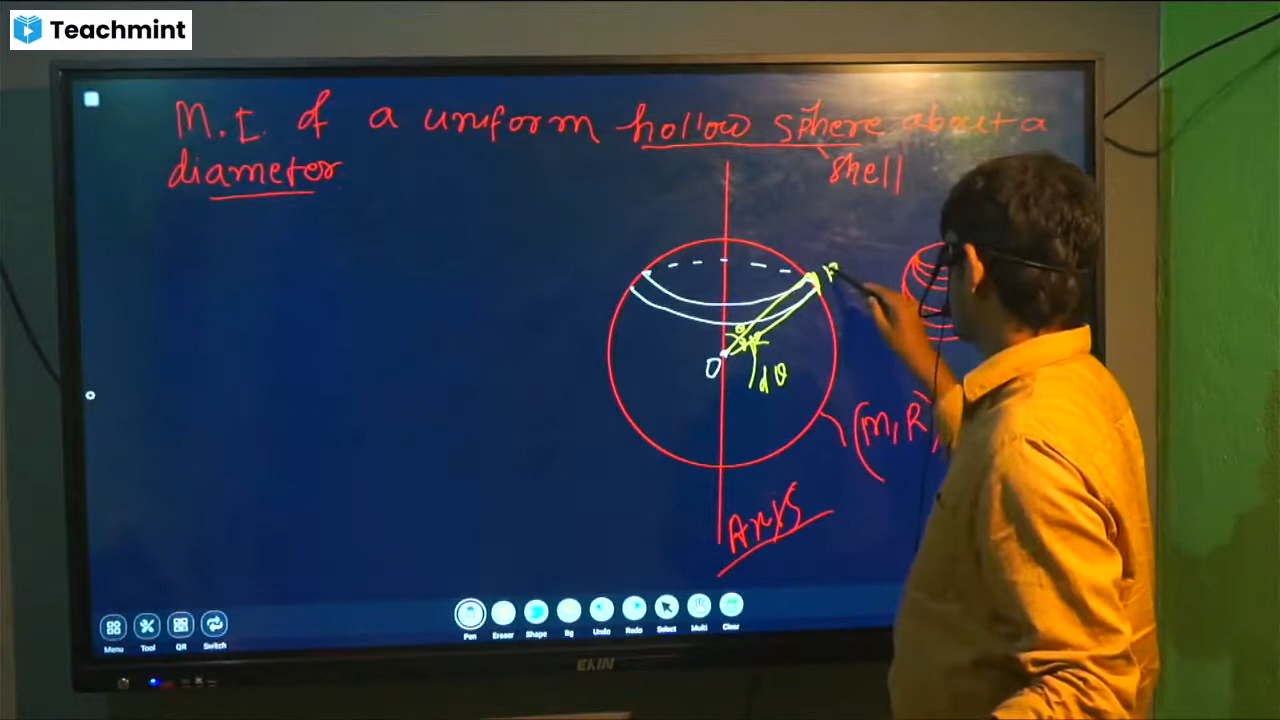 Teachmint
M.I. of a uniform hollow sphere about a
diameter
shell
θ
O
dθ
(M, R)
Axis
Menu Tool QR Switch
Pen Eraser Shape Bg Undo Redo Select Multi Clear
EKIN